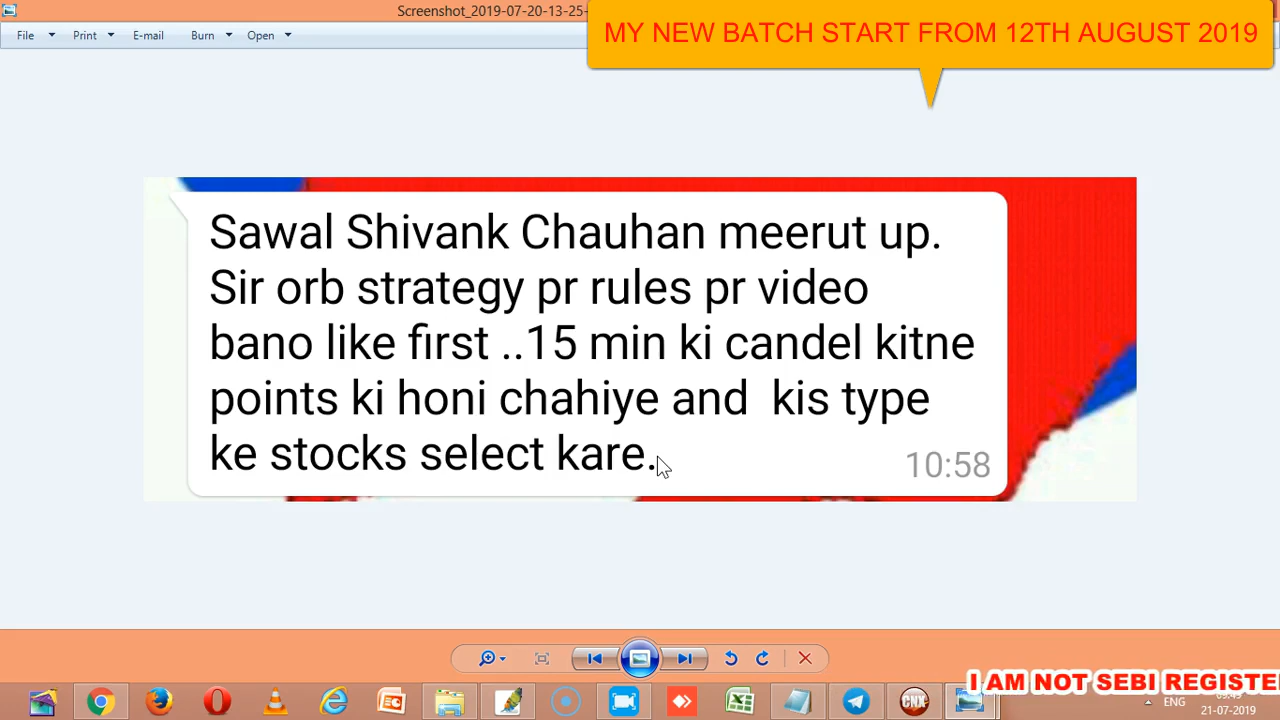 Screenshot_2019-07-20-13-25-
MY NEW BATCH START FROM 12TH AUGUST 2019
File Print E-mail Burn Open
Sawal Shivank Chauhan meerut up.
Sir orb strategy pr rules pr video
bano like first ..15 min ki candel kitne
points ki honi chahiye and kis type
ke stocks select kare.
10:58
I AM NOT SEBI REGISTE
CNX
ENG
21-07-2019